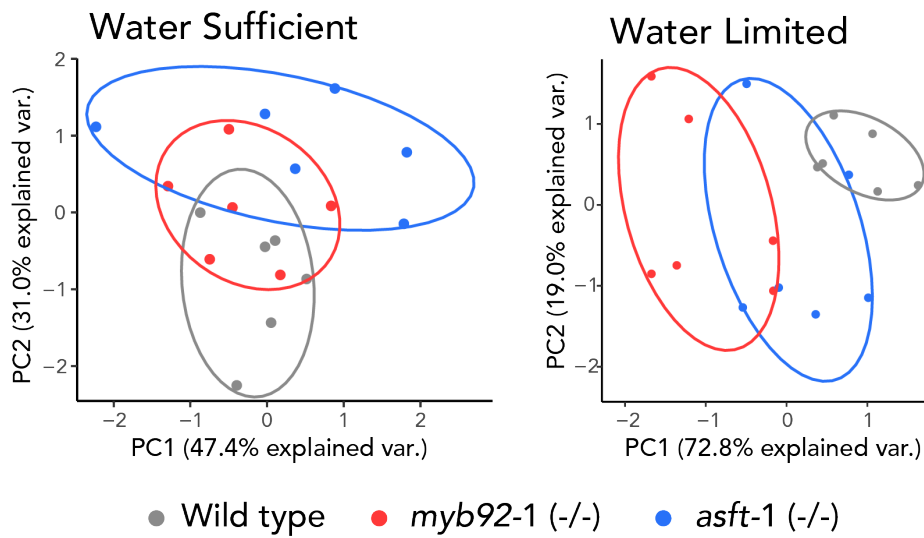 Water Sufficient
2
1
0
−1
−2
PC2 (31.0% explained var.)
−2
−1
0
1
2
PC1 (47.4% explained var.)
Water Limited
1
0
−1
−2
PC2 (19.0% explained var.)
−2
−1
0
1
PC1 (72.8% explained var.)
Wild type
myb92-1 (-/-)
asft-1 (-/-)